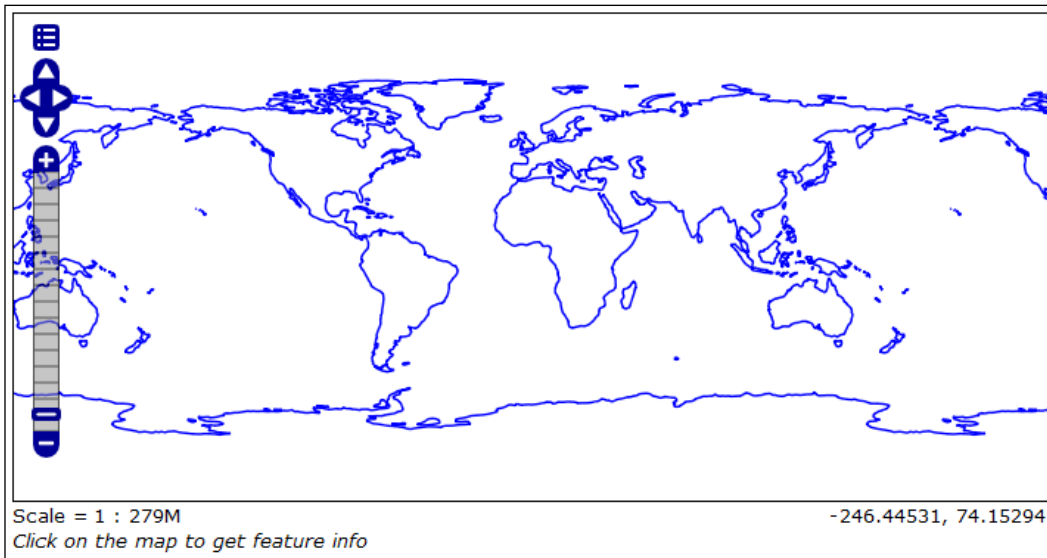 Scale = 1 : 279M
-246.44531, 74.15294
Click on the map to get feature info